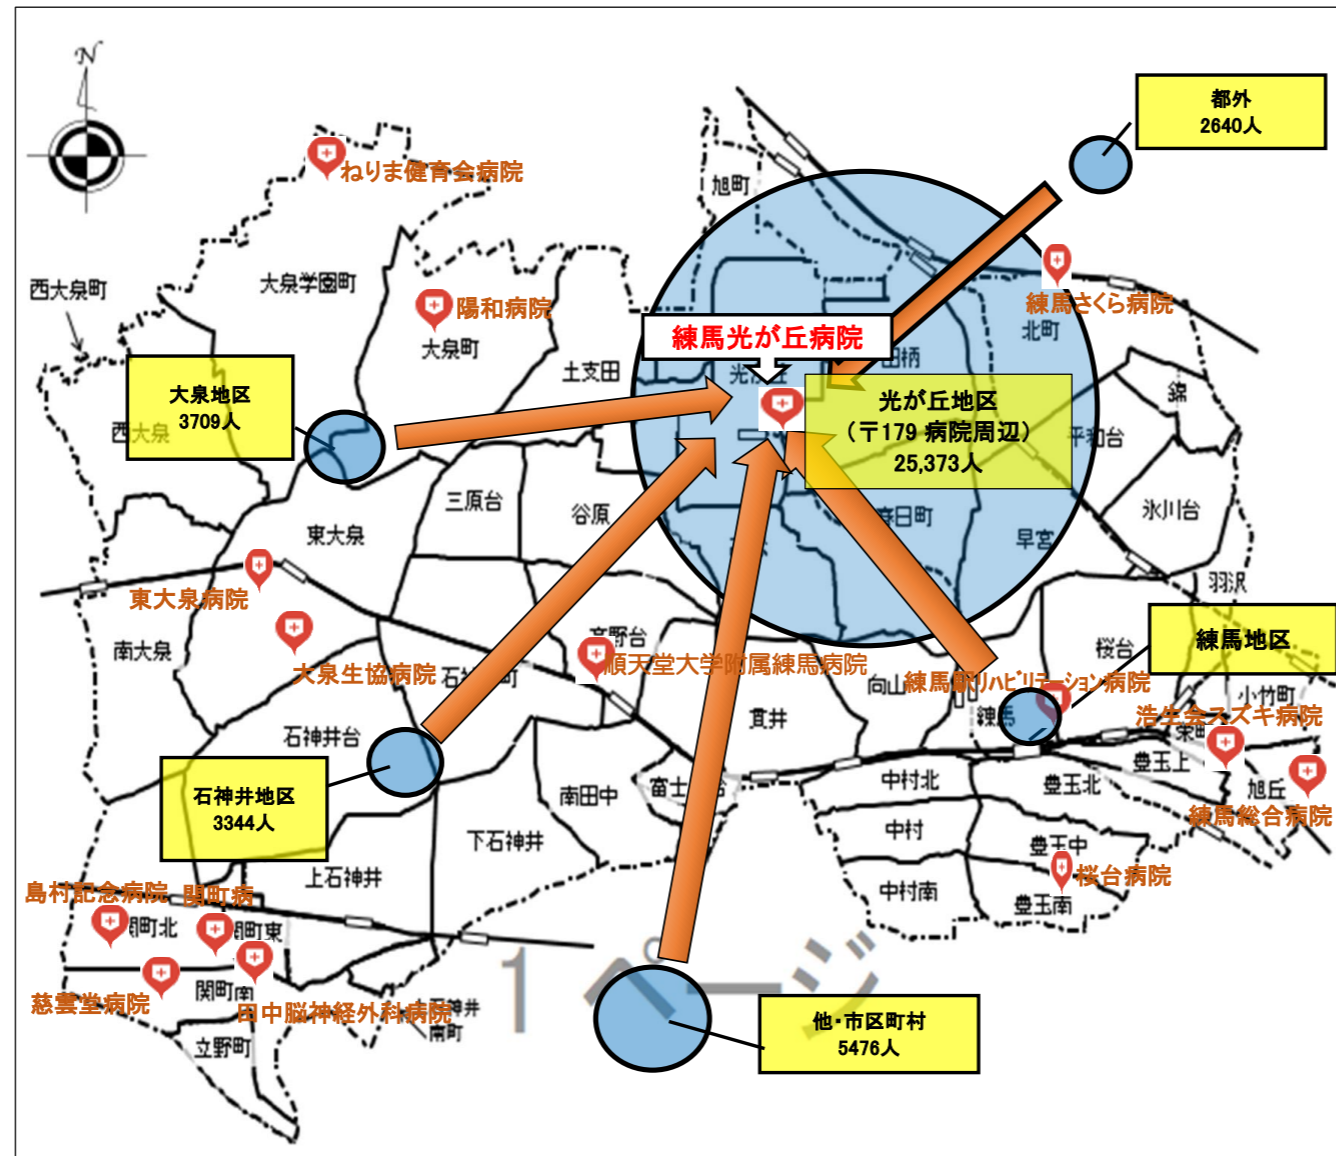 N
都外
2640人
ねりま健育会病院
旭町
西大泉町
大泉学園町
陽和病院
大泉町
練馬さくら病院
北町
練馬光が丘病院
土支田
田柄
大泉地区
3709人
光が丘地区
(〒179 病院周辺)
25,373人
平和台
三原台
谷原
氷川台
東大泉
春日町
早宮
羽沢
東大泉病院
南大泉
大泉生協病院
高野台
順天堂大学附属練馬病院
桜台
練馬地区
向山
練馬駅リハビリテーション病院
小竹町
練馬
浩生会スズキ病院
石神井台
貫井
栄町
豊玉上
旭丘
石神井地区
3344人
南田中
中村北
豊玉北
練馬総合病院
中村
豊玉中
下石神井
上石神井
桜台病院
中村南
豊玉南
島村記念病院
関町病
関町北
関町東
慈雲堂病院
関町南
田中脳神経外科病院
南町
立野町
1 ページ
他・市区町村
5476人